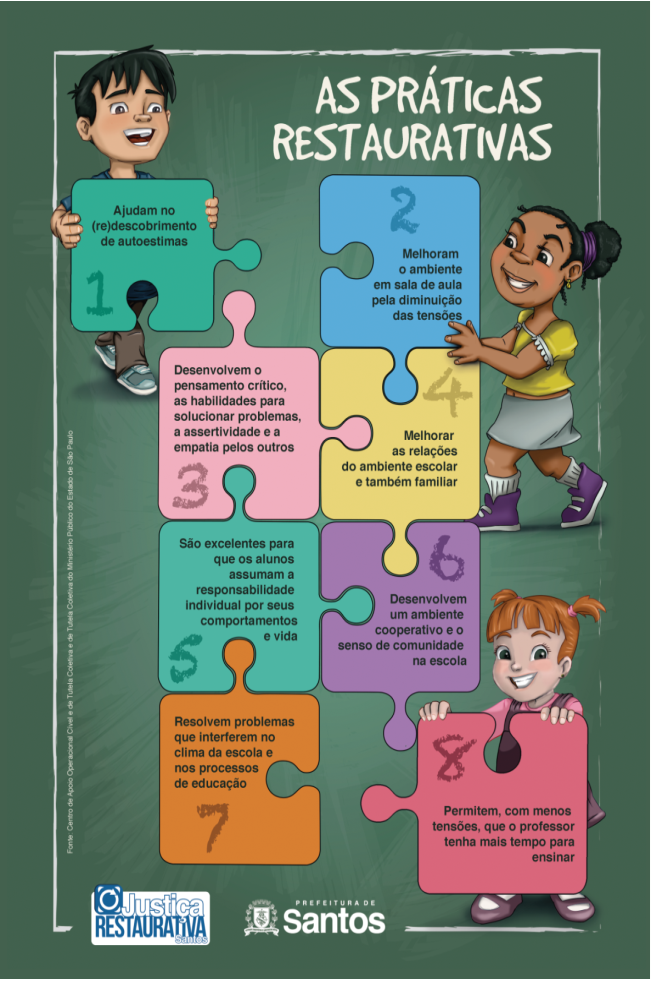 AS PRÁTICAS
RESTAURATIVAS
Ajudam no
(re)descobrimento
de autoestimas
1
2
Melhoram
o ambiente
em sala de aula
pela diminuição
das tensões
Desenvolvem o
pensamento crítico,
as habilidades para
solucionar problemas,
a assertividade e a
empatia pelos outros
3
4
Melhorar
as relações
do ambiente escolar
e também familiar
São excelentes para
que os alunos
assumam a
responsabilidade
individual por seus
comportamentos
e vida
5
6
Desenvolvem
um ambiente
cooperativo e o
senso de comunidade
na escola
Resolvem problemas
que interferem no
clima da escola e
nos processos
de educação
7
8
Permitem, com menos
tensões, que o professor
tenha mais tempo para
ensinar
Fonte: Centro de Apoio Operacional Cível e de Tutela Coletiva e de Tutela Coletiva do Ministério Público do Estado de São Paulo
Justiça
RESTAURATIVA
Santos
PREFEITURA DE
Santos